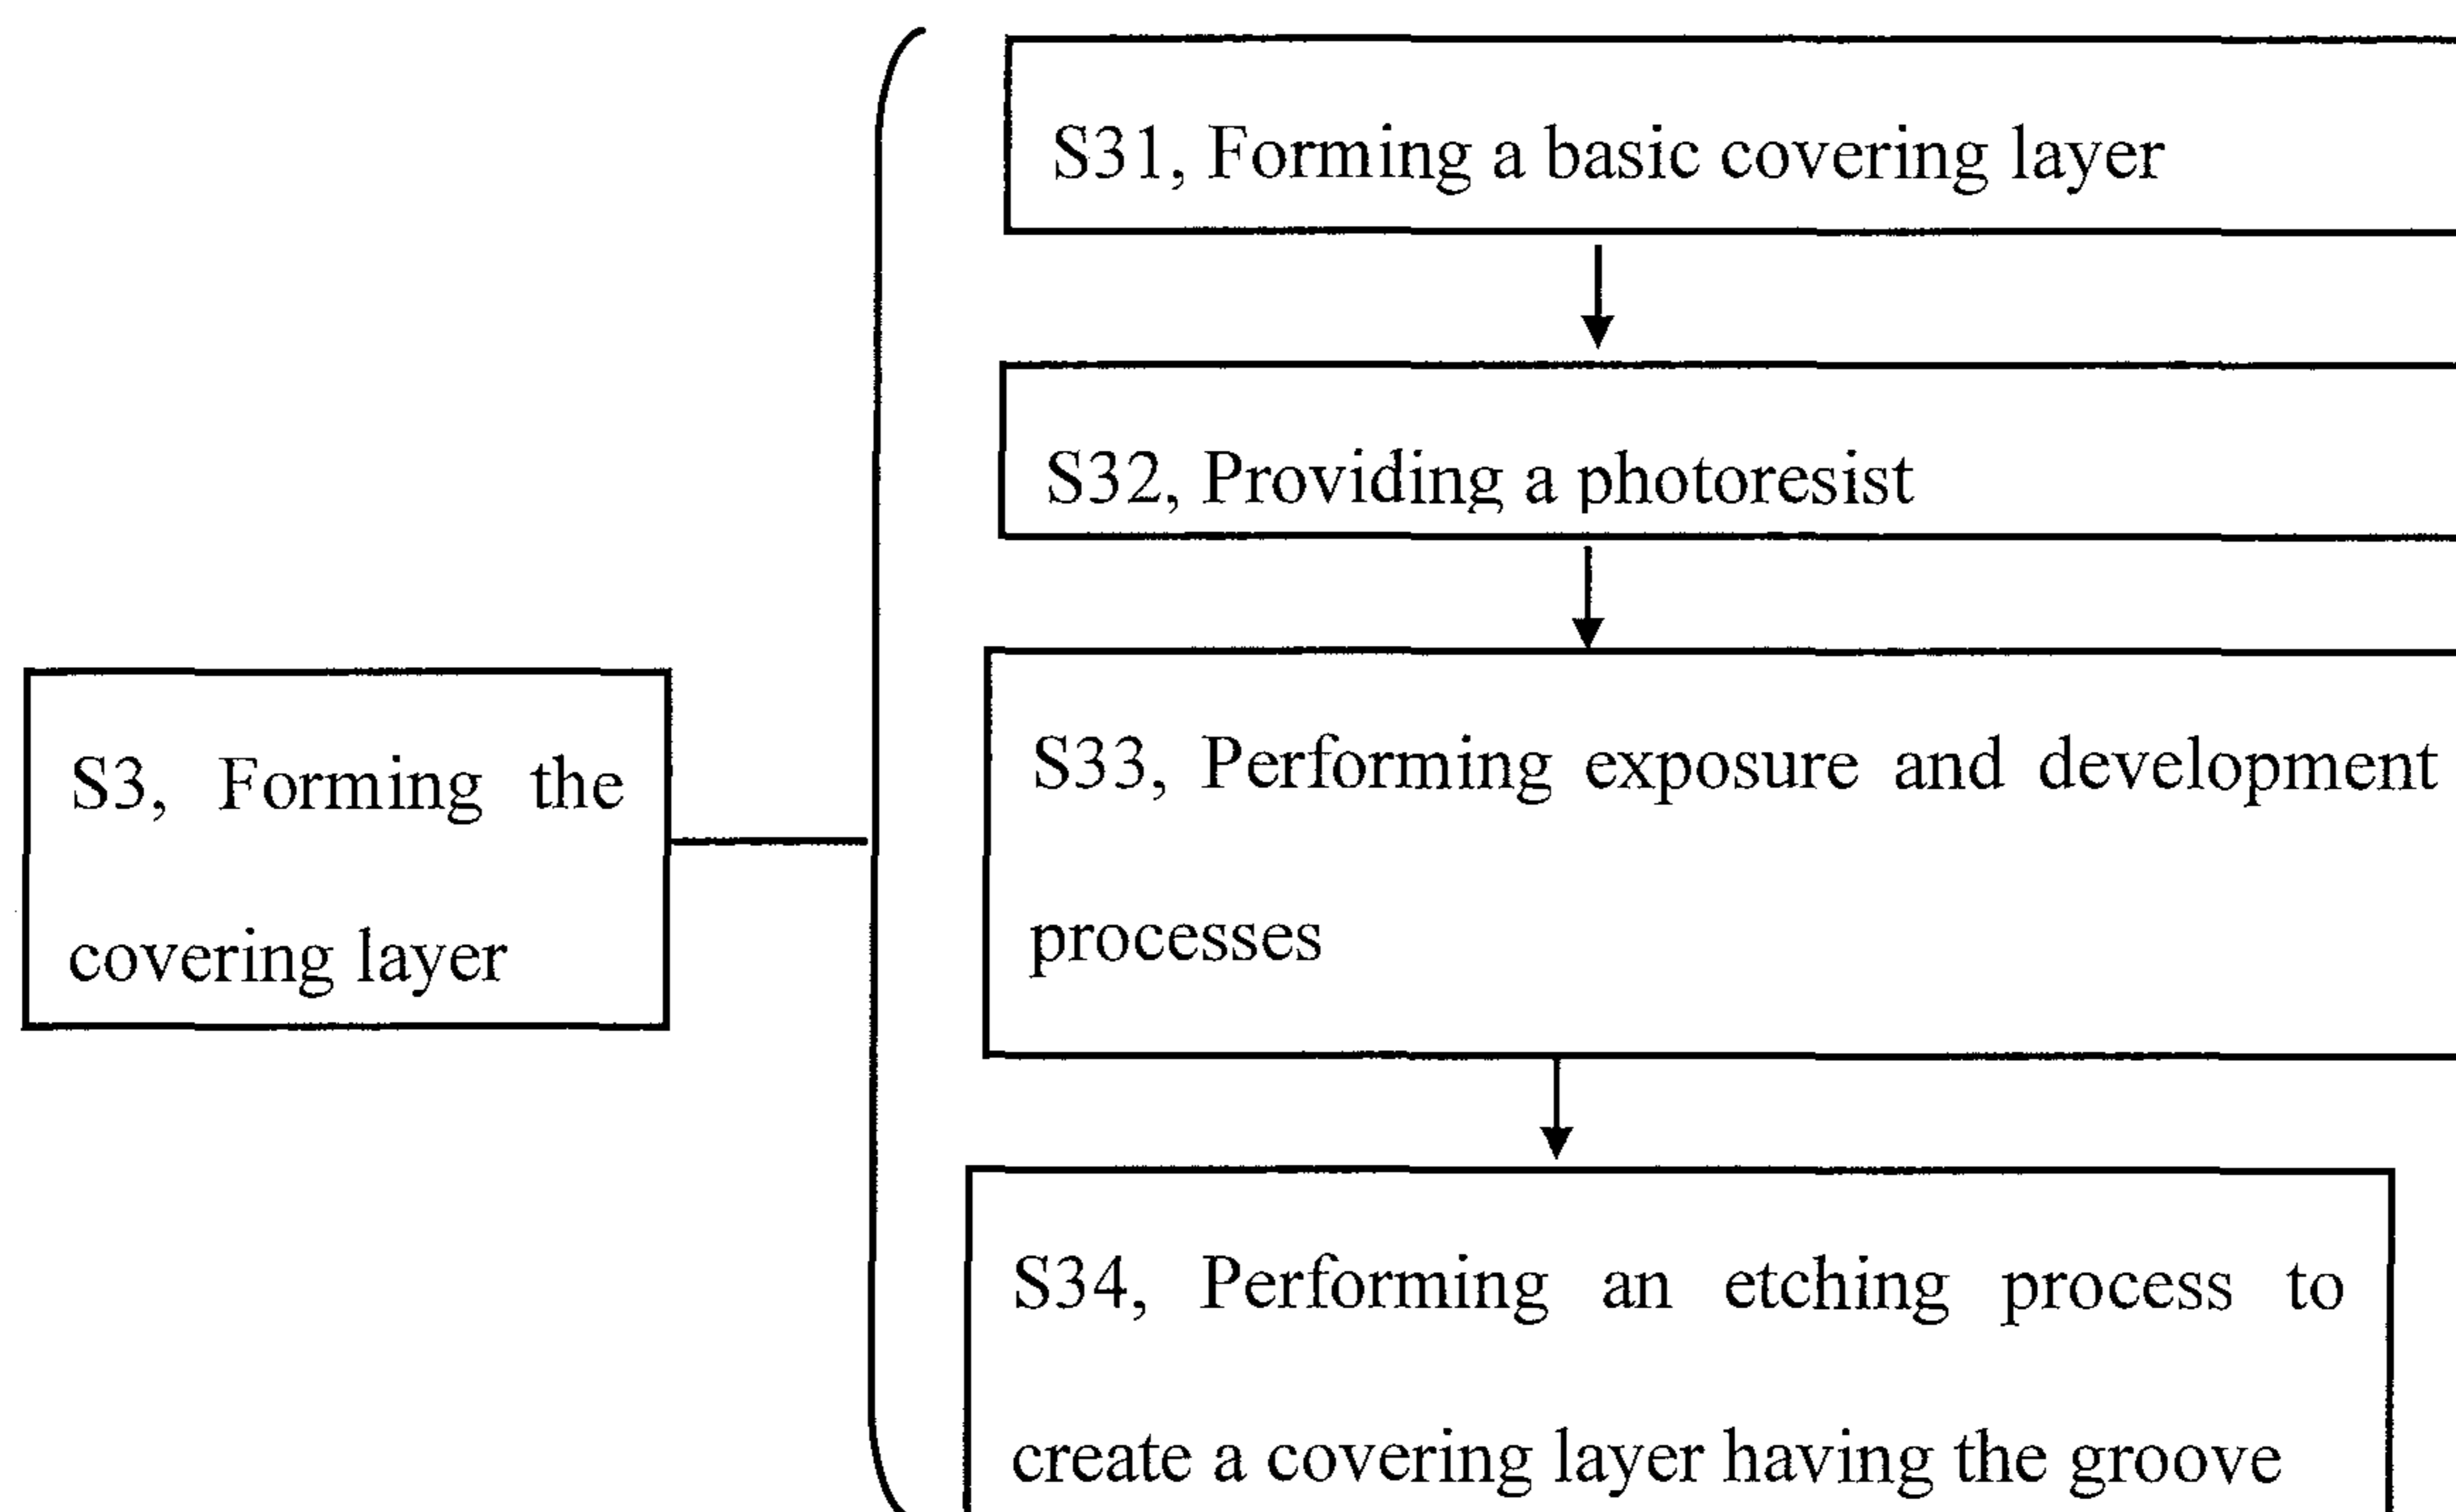 S31, Forming a basic covering layer
S32, Providing a photoresist
S3, Forming the
covering layer
S33, Performing exposure and development
processes
S34, Performing an etching process to
create a covering layer having the groove